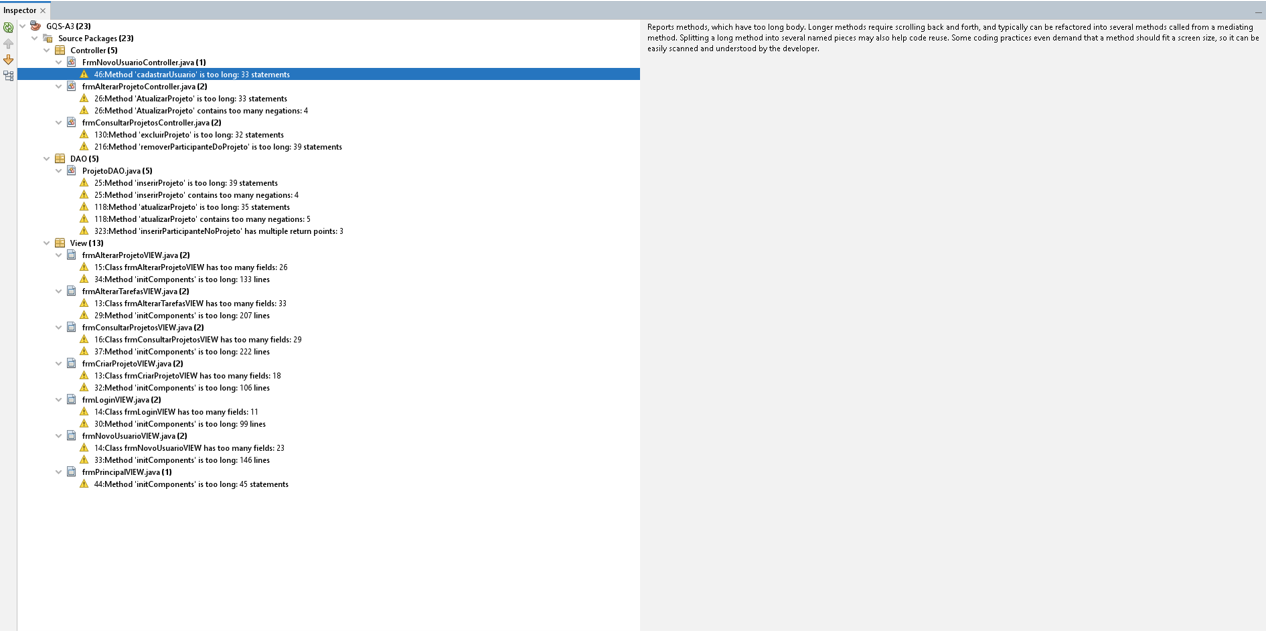 Inspector
GQS-A3 (23)
Source Packages (23)
Controller (5)
FrmNovoUsuarioController.java (1)
46:Method 'cadastrarUsuario' is too long: 33 statements
frmAlterarProjetoController.java (2)
26:Method 'AtualizarProjeto' is too long: 33 statements
26:Method 'AtualizarProjeto' contains too many negations: 4
frmConsultarProjetosController.java (2)
130:Method 'excluirProjeto' is too long: 32 statements
216:Method 'removerParticipanteDoProjeto' is too long: 39 statements
DAO (5)
ProjetoDAO.java (5)
25:Method 'inserirProjeto' is too long: 39 statements
25:Method 'inserirProjeto' contains too many negations: 4
118:Method 'atualizarProjeto' is too long: 35 statements
118:Method 'atualizarProjeto' contains too many negations: 5
323:Method 'inserirParticipanteNoProjeto' has multiple return points: 3
View (13)
frmAlterarProjetoVIEW.java (2)
15:Class frmAlterarProjetoVIEW has too many fields: 26
34:Method 'initComponents' is too long: 133 lines
frmAlterarTarefasVIEW.java (2)
13:Class frmAlterarTarefasVIEW has too many fields: 33
29:Method 'initComponents' is too long: 207 lines
frmConsultarProjetosVIEW.java (2)
16:Class frmConsultarProjetosVIEW has too many fields: 29
37:Method 'initComponents' is too long: 222 lines
frmCriarProjetoVIEW.java (2)
13:Class frmCriarProjetoVIEW has too many fields: 18
32:Method 'initComponents' is too long: 106 lines
frmLoginVIEW.java (2)
14:Class frmLoginVIEW has too many fields: 11
30:Method 'initComponents' is too long: 99 lines
frmNovoUsuarioVIEW.java (2)
14:Class frmNovoUsuarioVIEW has too many fields: 23
33:Method 'initComponents' is too long: 146 lines
frmPrincipalVIEW.java (1)
44:Method 'initComponents' is too long: 45 statements
Reports methods, which have too long body. Longer methods require scrolling back and forth, and typically can be refactored into several methods called from a mediating
method. Splitting a long method into several named pieces may also help code reuse. Some coding practices even demand that a method should fit a screen size, so it can be
easily scanned and understood by the developer.